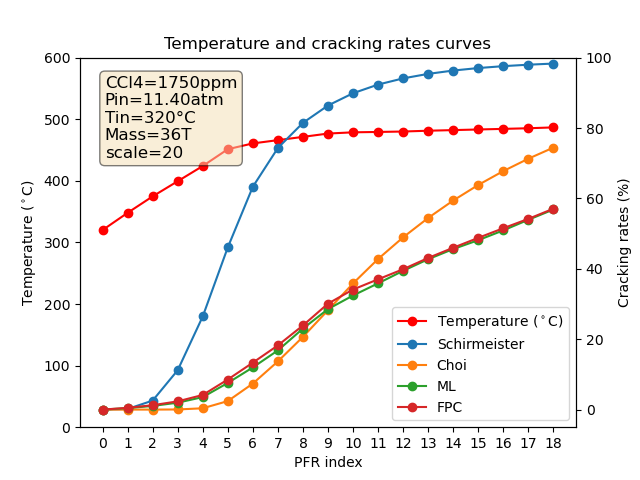 Temperature and cracking rates curves
CCl4=1750ppm
Pin=11.40atm
Tin=320°C
Mass=36T
scale=20
Temperature (°C)
600
500
400
300
200
100
0
100
80
60
40
20
0
Cracking rates (%)
Temperature (°C)
Schirmeister
Choi
ML
FPC
0 1 2 3 4 5 6 7 8 9 10 11 12 13 14 15 16 17 18
PFR index